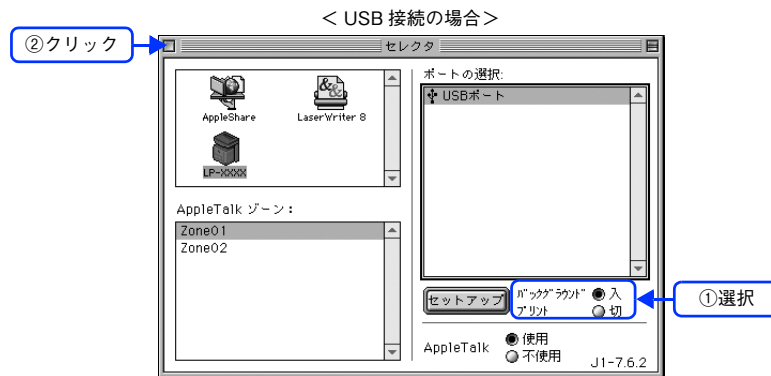 < USB 接続の場合>
②クリック
セレクタ
AppleShare
LaserWriter 8
LP-XXXX
AppleTalk ゾーン：
Zone01
Zone02
ポートの選択:
USBポート
セットアップ
ﾊﾞｯｸｸﾞﾗｳﾝﾄﾞ
ﾌﾟﾘﾝﾄ
入
切
①選択
AppleTalk
使用
不使用
J1-7.6.2